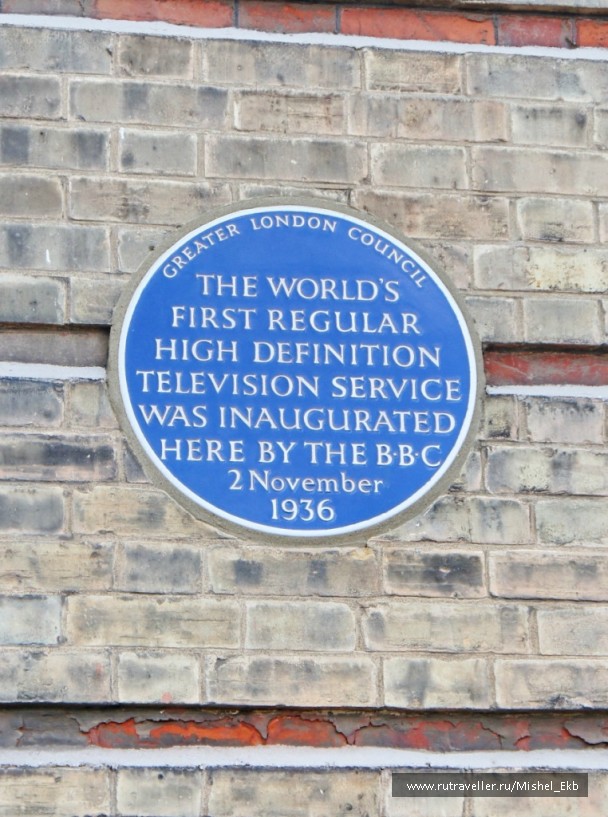 GREATER LONDON COUNCIL
THE WORLD'S
FIRST REGULAR
HIGH DEFINITION
TELEVISION SERVICE
WAS INAUGURATED
HERE BY THE B·B·C
2 November
1936
www.rutraveller.ru/Mishel_Ekb